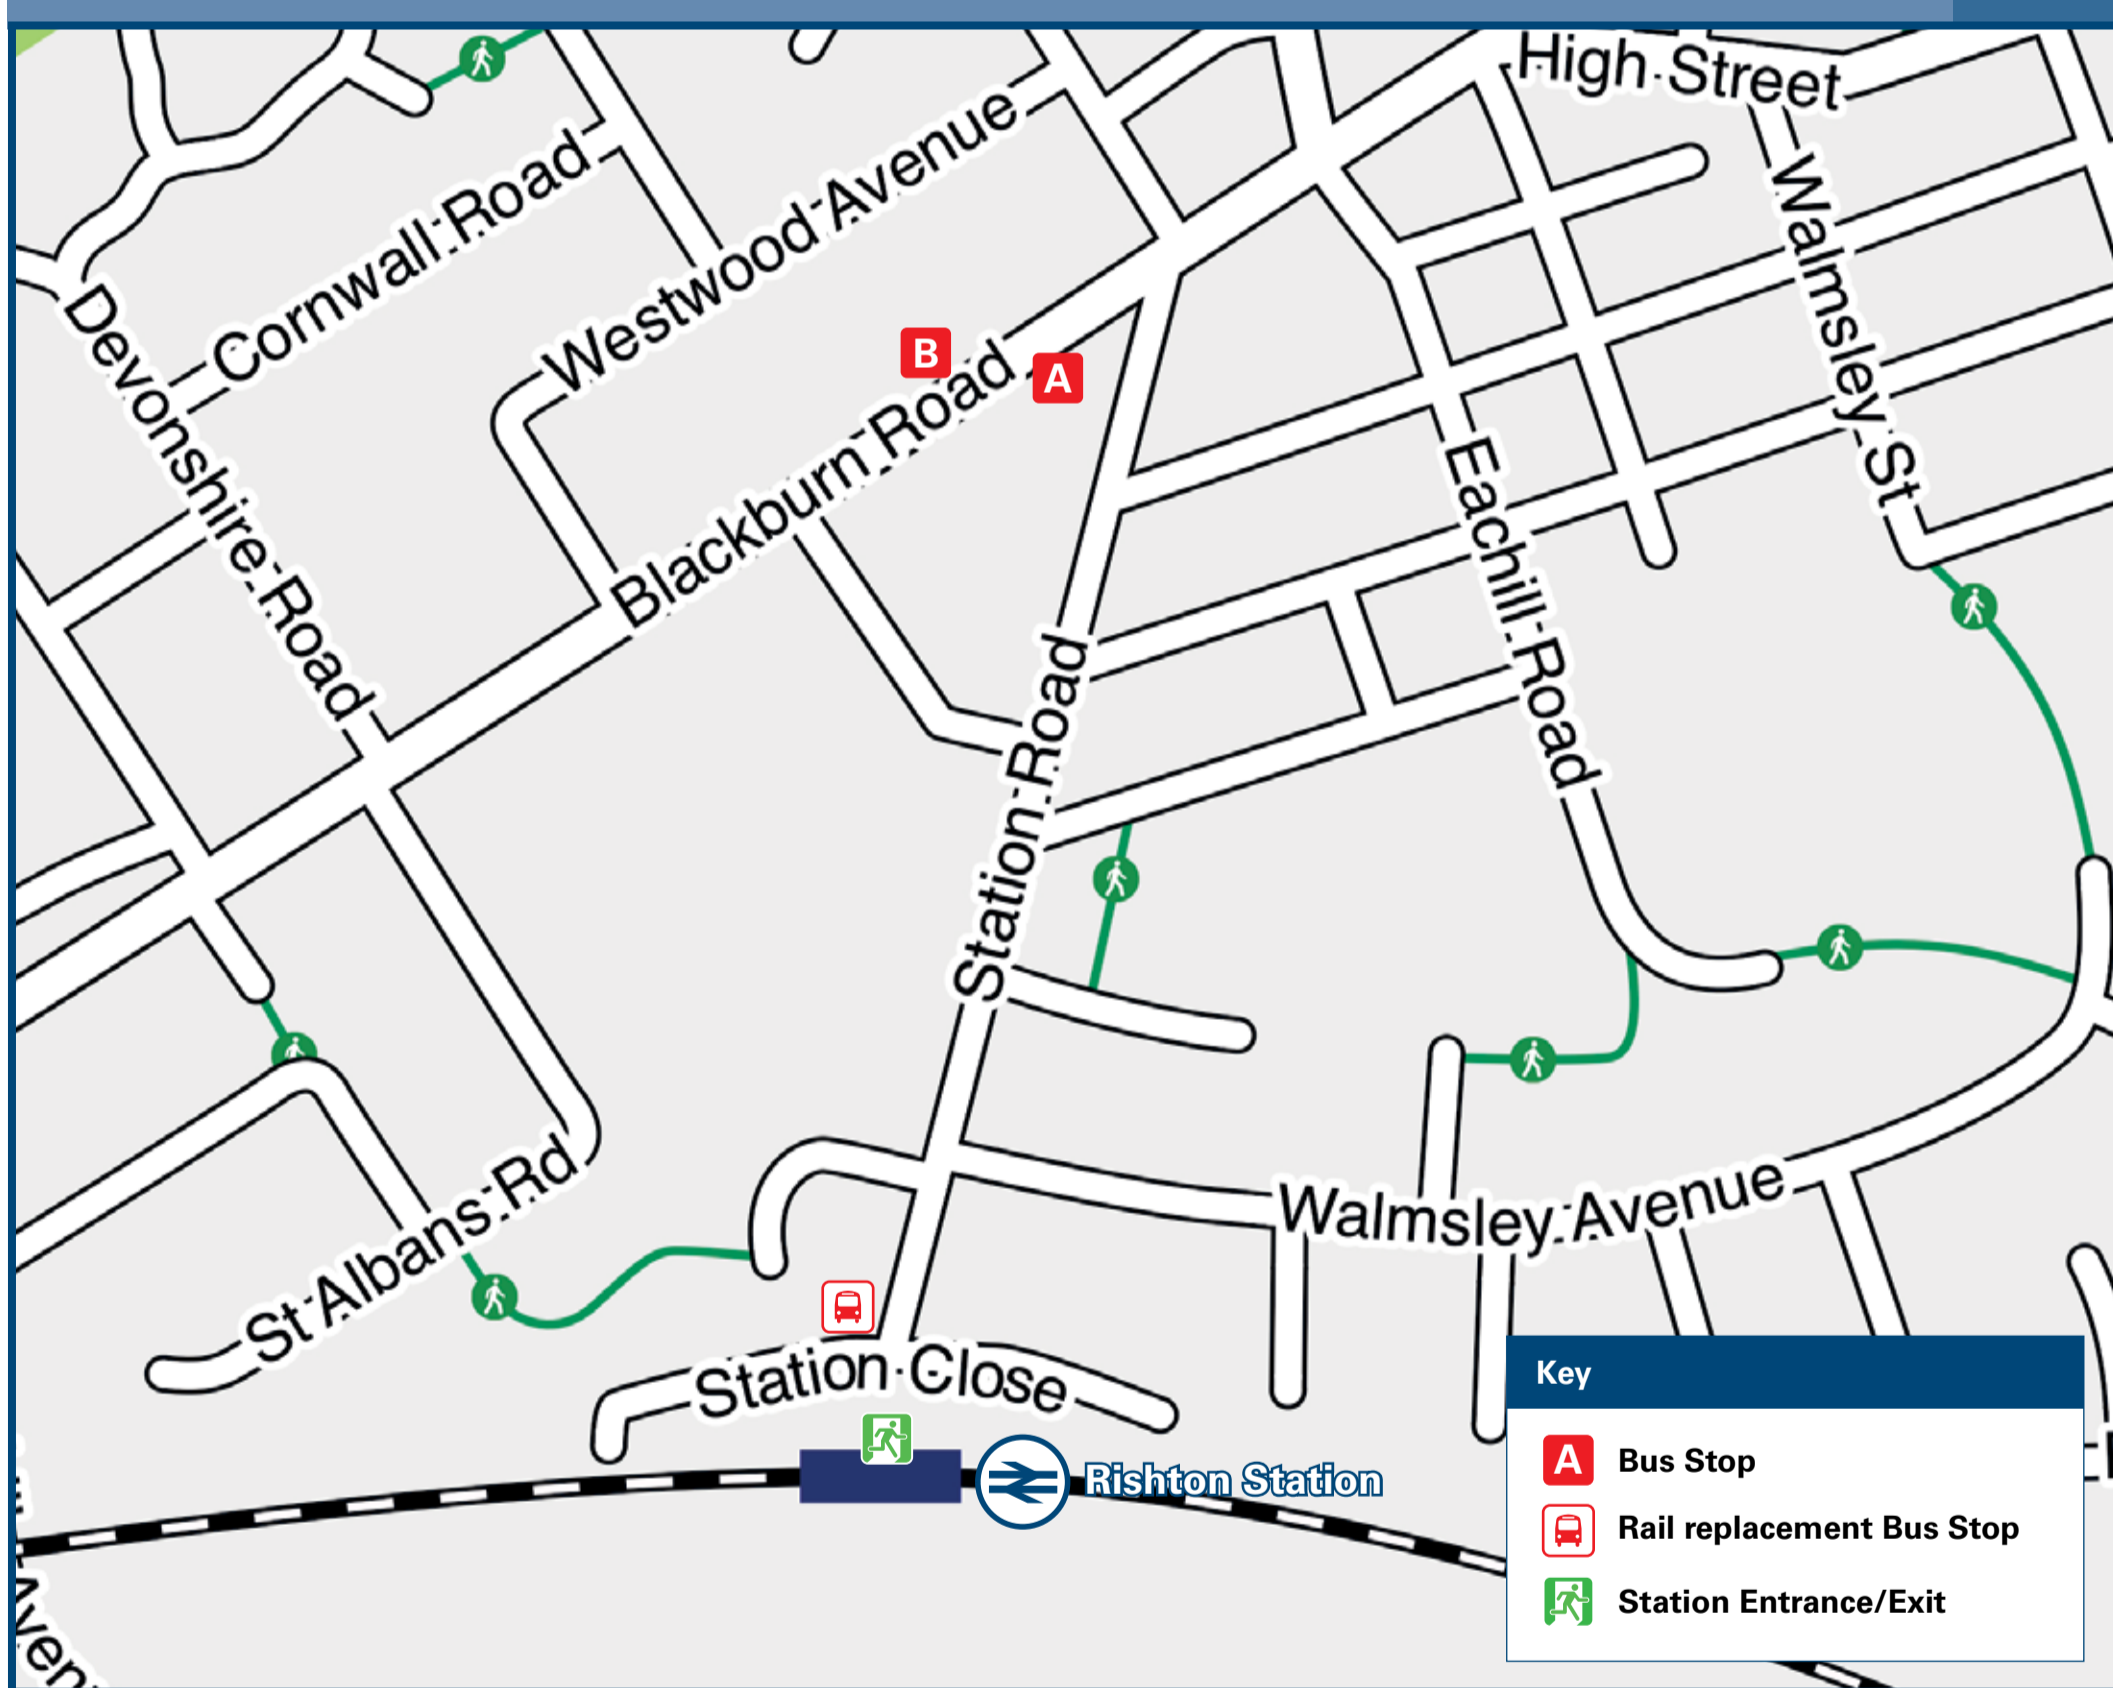 High Street
Cornwall Road
Westwood Avenue
Walmsley St
Devonshire Road
B
A
Blackburn Road
Eachill Road
Station Road
St Albans Rd
Walmsley Avenue
Station Close
Rishton Station
Key
A Bus Stop
Rail replacement Bus Stop
Station Entrance/Exit